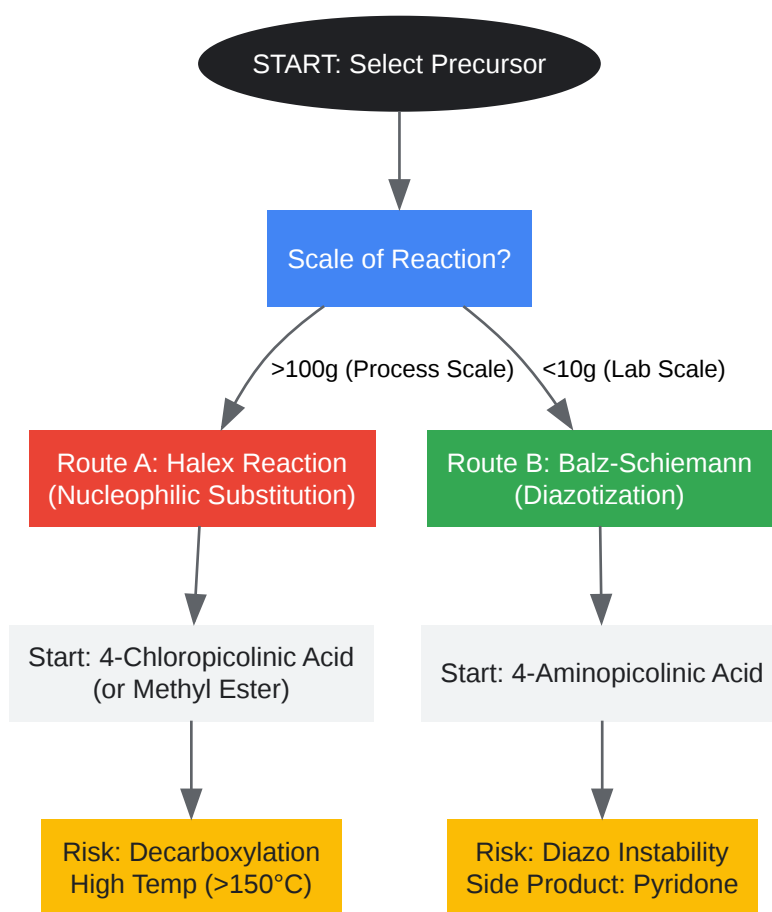 START: Select Precursor
Scale of Reaction?
>100g (Process Scale)
<10g (Lab Scale)
Route A: Halex Reaction
(Nucleophilic Substitution)
Route B: Balz-Schiemann
(Diazotization)
Start: 4-Chloropicolinic Acid
(or Methyl Ester)
Start: 4-Aminopicolinic Acid
Risk: Decarboxylation
High Temp (>150°C)
Risk: Diazo Instability
Side Product: Pyridone